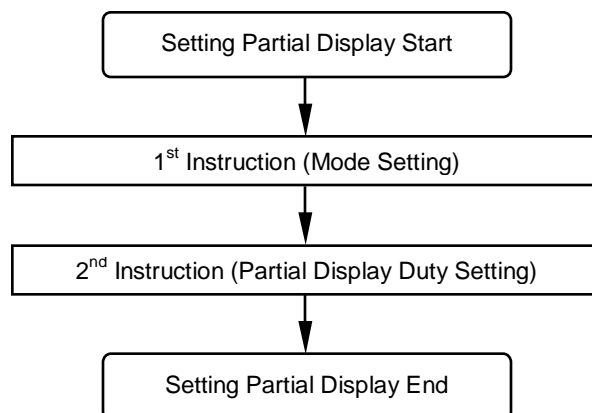 Setting Partial Display Start
1st Instruction (Mode Setting)
2nd Instruction (Partial Display Duty Setting)
Setting Partial Display End